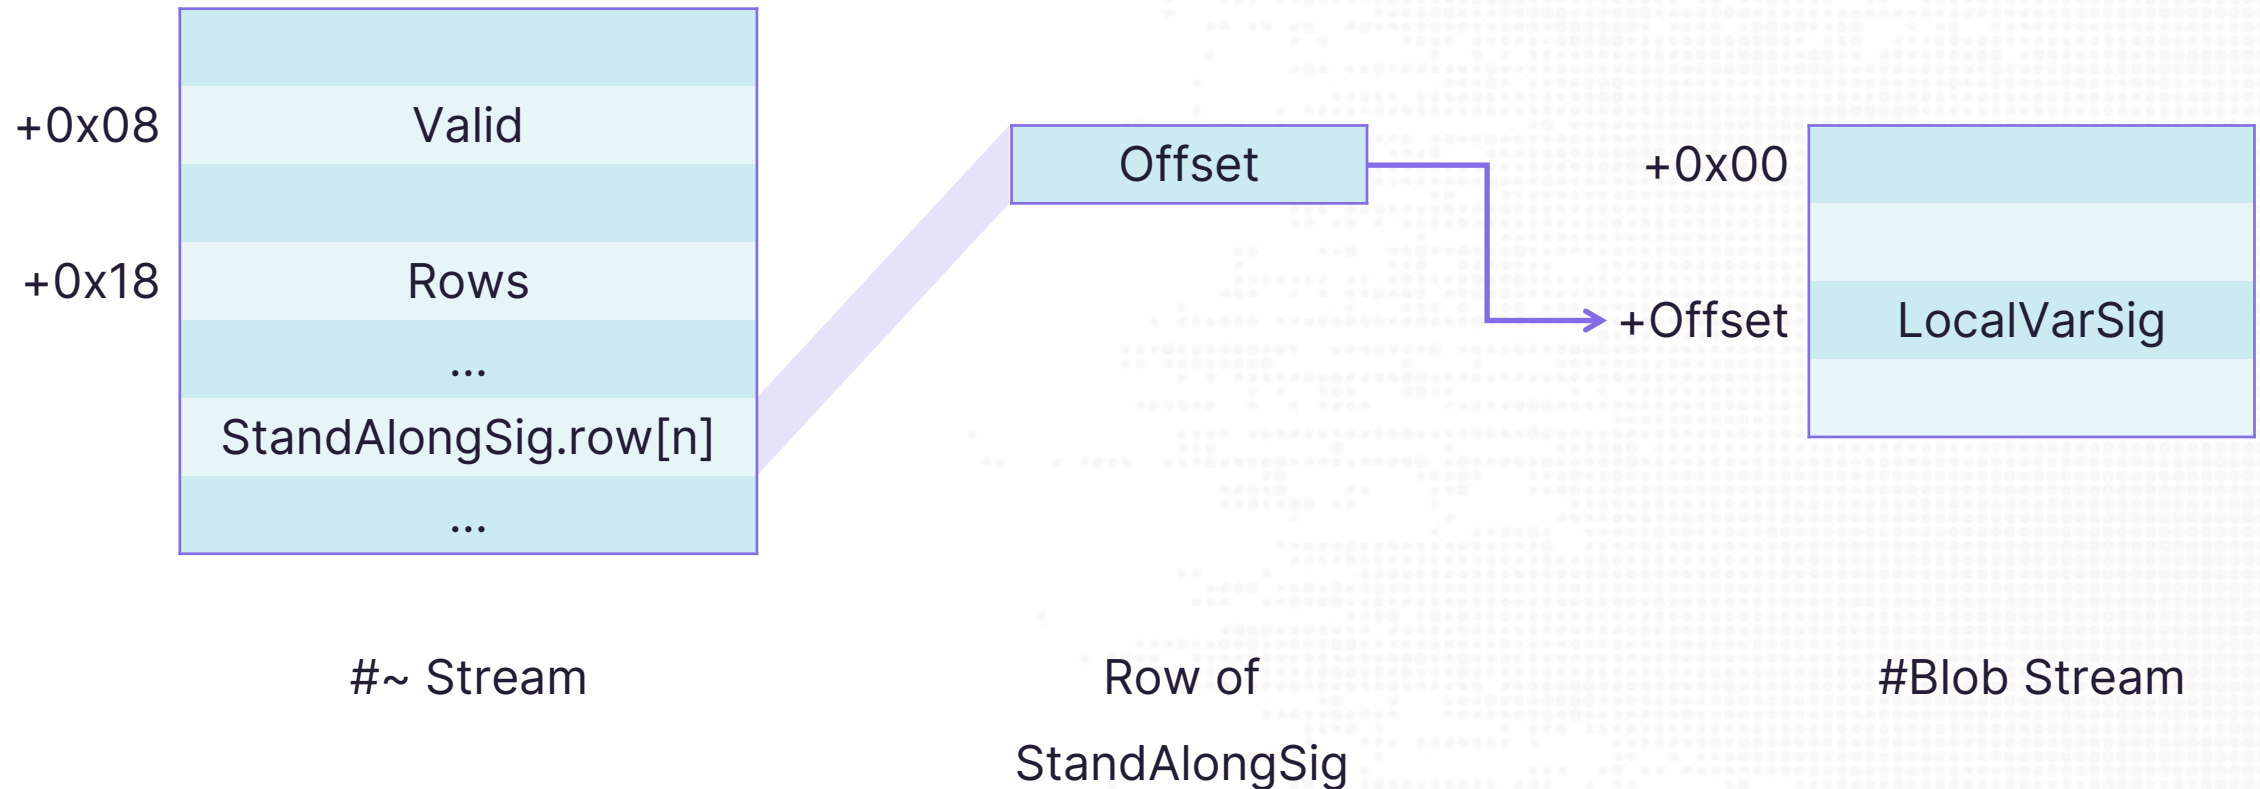 +0x08
Valid
+0x18
Rows
...
StandAlongSig.row[n]
...
#~ Stream
Offset
Row of
StandAlongSig
+0x00
+Offset
LocalVarSig
#Blob Stream